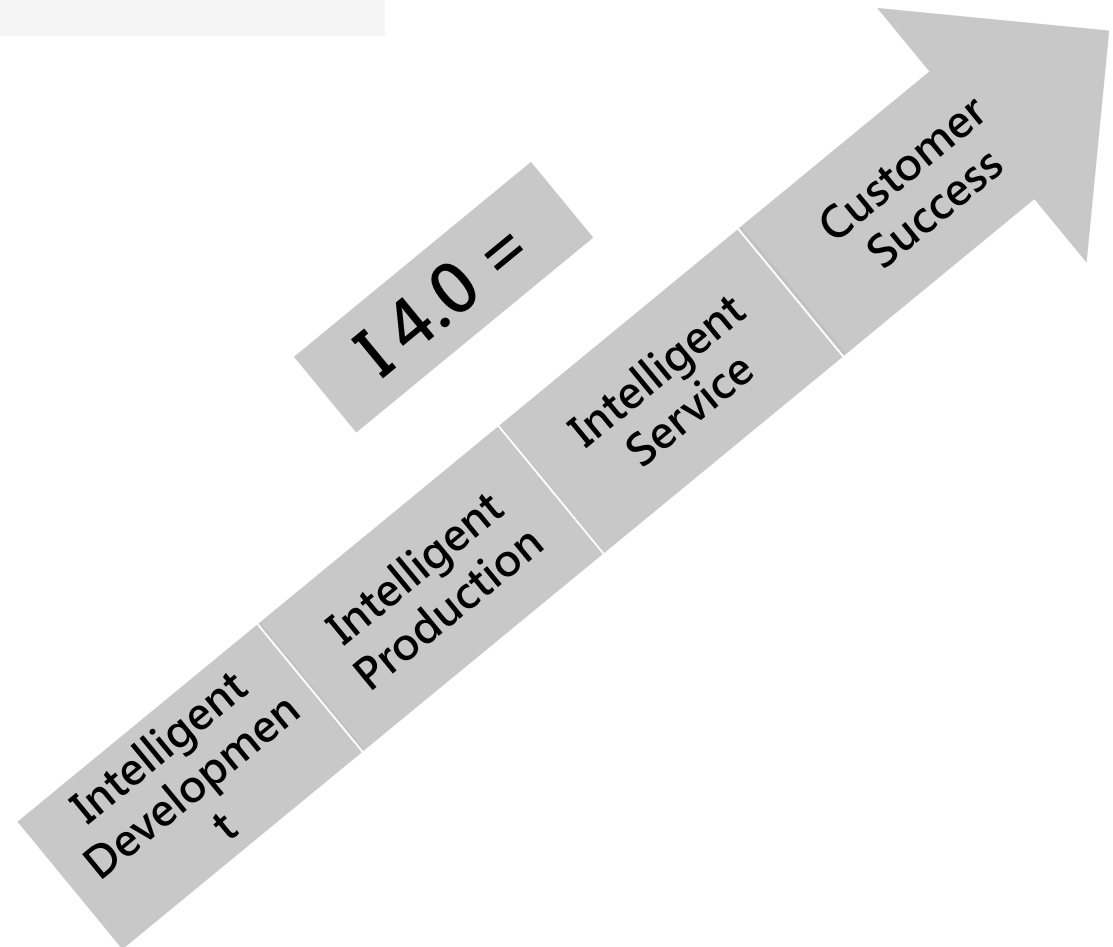 I 4.0 =
Intelligent
Developmen
t
Intelligent
Production
Intelligent
Service
Customer
Success